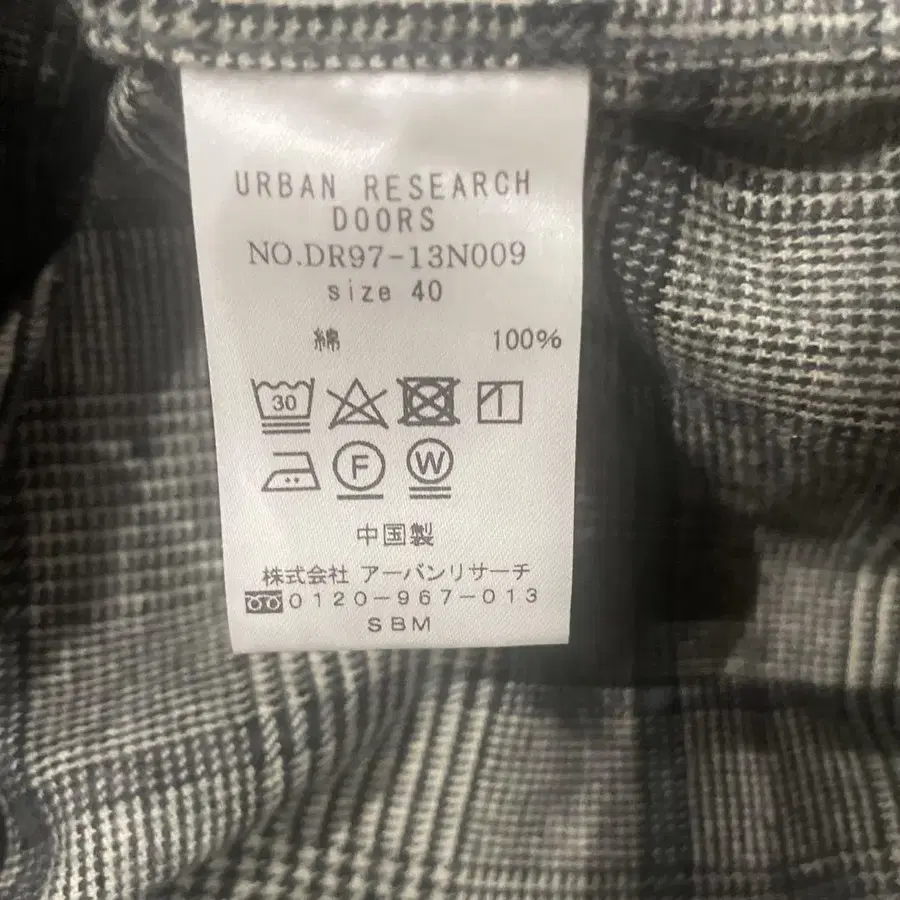 URBAN RESEARCH
DOORS
NO.DR97-13N009
size 40
綿 100%
30
F W
中国製
株式会社 アーバンリサーチ
0120-967-013
SBM